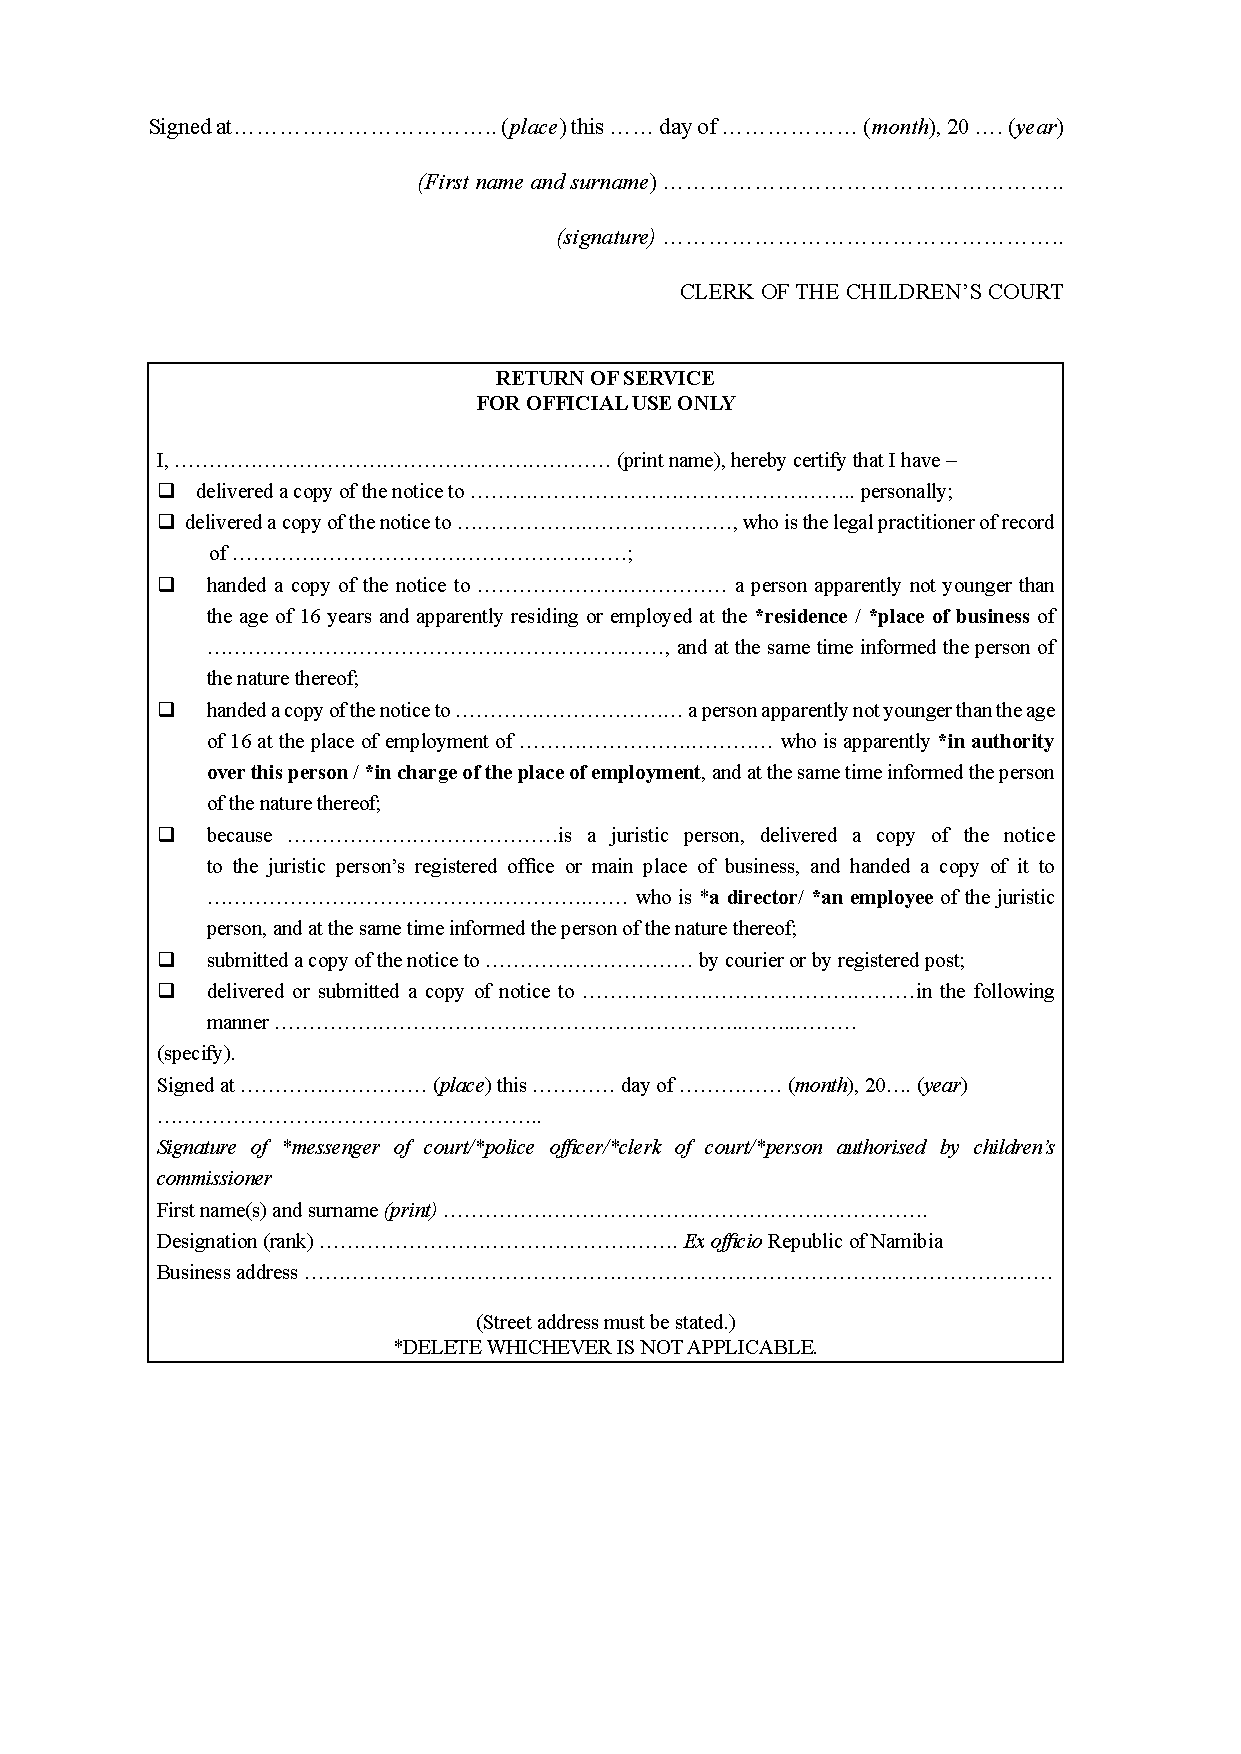 Signed at…………………………….. (place) this …… day of ……………… (month), 20 …. (year)
(First name and surname) ……………………………………………..
(signature) ……………………………………………..
CLERK OF THE CHILDREN’S COURT
RETURN OF SERVICE
FOR OFFICIAL USE ONLY
I, ……………………………………………………… (print name), hereby certify that I have –
❑ delivered a copy of the notice to ……………………………………………….. personally;
❑ delivered a copy of the notice to …………………………………, who is the legal practitioner of record
of …………………………………………………;
❑ handed a copy of the notice to ……………………………… a person apparently not younger than
the age of 16 years and apparently residing or employed at the *residence / *place of business of
…………………………………………………………, and at the same time informed the person of
the nature thereof;
❑ handed a copy of the notice to …………………………… a person apparently not younger than the age
of 16 at the place of employment of ……………………………… who is apparently *in authority
over this person / *in charge of the place of employment, and at the same time informed the person
of the nature thereof;
❑ because …………………………………is a juristic person, delivered a copy of the notice
to the juristic person’s registered office or main place of business, and handed a copy of it to
…………………………………………………… who is *a director/ *an employee of the juristic
person, and at the same time informed the person of the nature thereof;
❑ submitted a copy of the notice to ………………………… by courier or by registered post;
❑ delivered or submitted a copy of notice to …………………………………………in the following
manner …………………………………………………………..……..………
(specify).
Signed at ……………………… (place) this ………… day of …………… (month), 20…. (year)
………………………………………………..
Signature of *messenger of court/*police officer/*clerk of court/*person authorised by children’s
commissioner
First name(s) and surname (print) …………………………………………………………….
Designation (rank) ……………………………………………. Ex officio Republic of Namibia
Business address ………………………………………………………………………………………………
(Street address must be stated.)
*DELETE WHICHEVER IS NOT APPLICABLE.